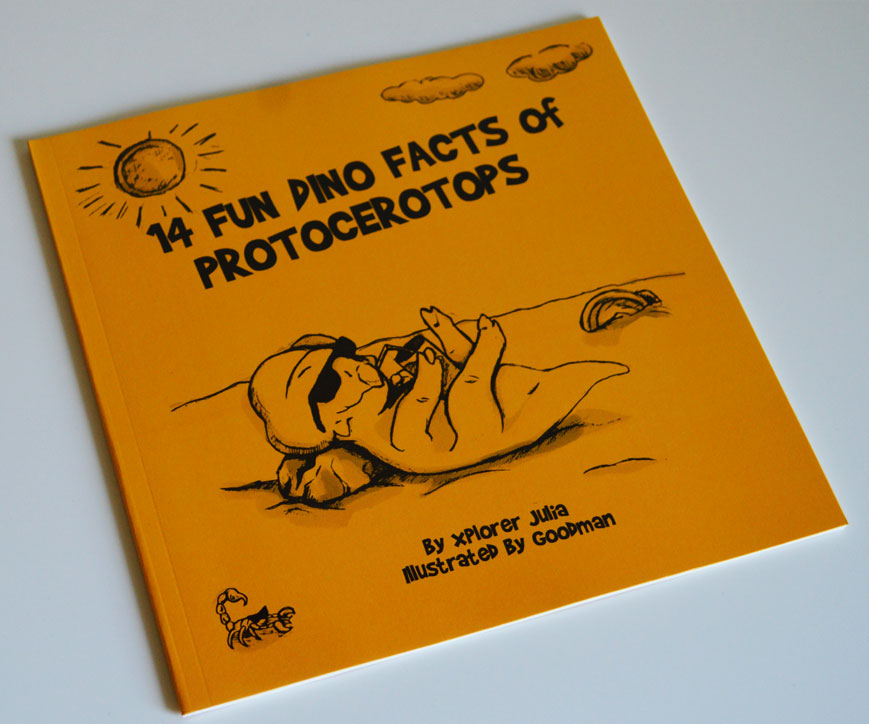 14 FUN DINO FACTS of
PROTOCEROTOPS
By xPlorer Julia
Illustrated By Goodman